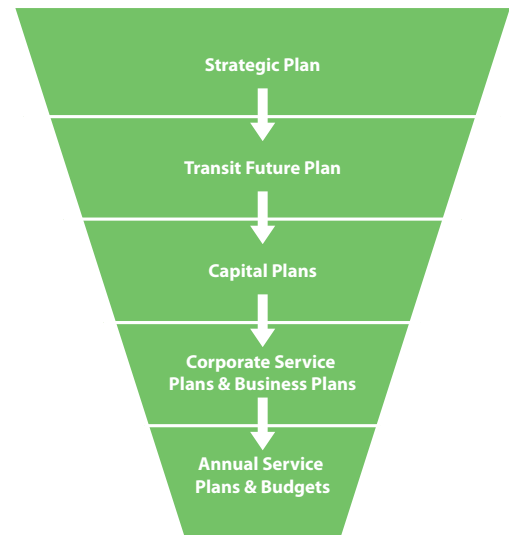 Strategic Plan
Transit Future Plan
Capital Plans
Corporate Service
Plans & Business Plans
Annual Service
Plans & Budgets